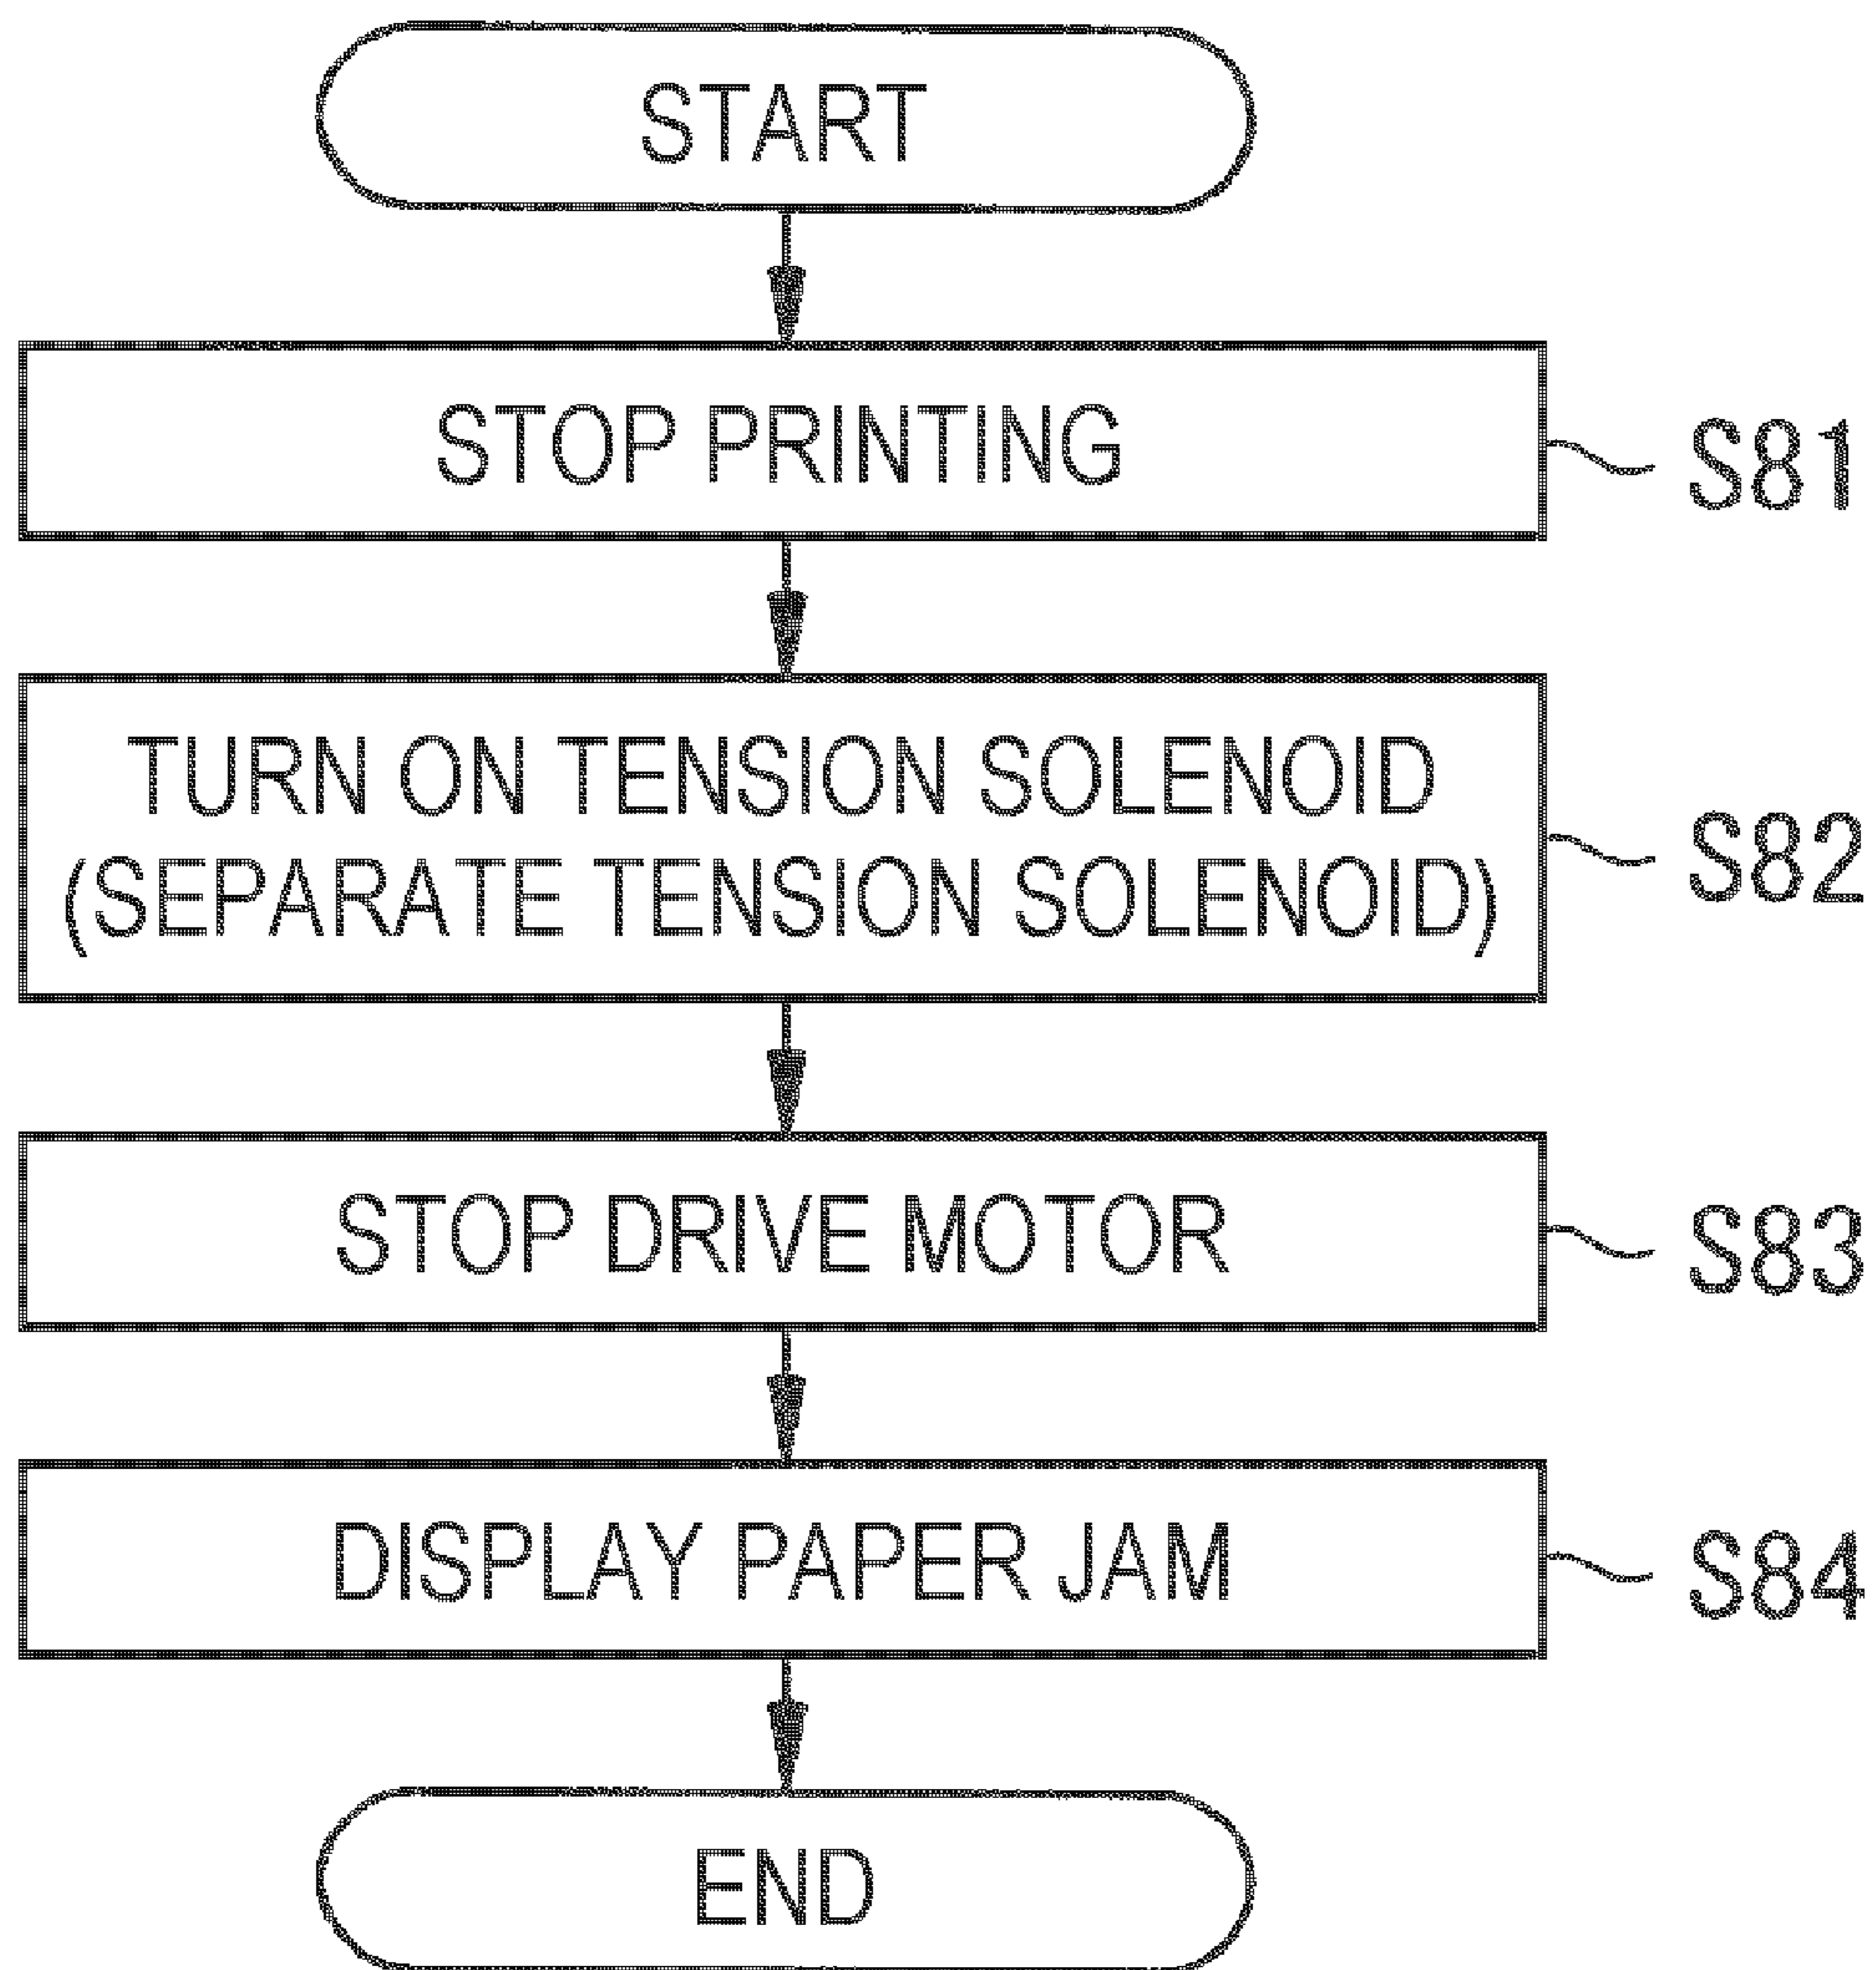 START
STOP PRINTING
S81
TURN ON TENSION SOLENOID
(SEPARATE TENSION SOLENOID)
S82
STOP DRIVE MOTOR
S83
DISPLAY PAPER JAM
S84
END